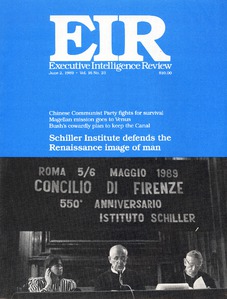 EIR
Executive Intelligence Review
June 2, 1989 • Vol. 16 No. 23
$10.00
Chinese Communist Party fights for survival
Magellan mission goes to Venus
Bush's cowardly plan to keep the Canal
Schiller Institute defends the
Renaissance image of man
ROMA 5/6 MAGGIO 1989
CONCILIO DI FIRENZE
550° ANNIVERSARIO
ISTITUTO SCHILLER